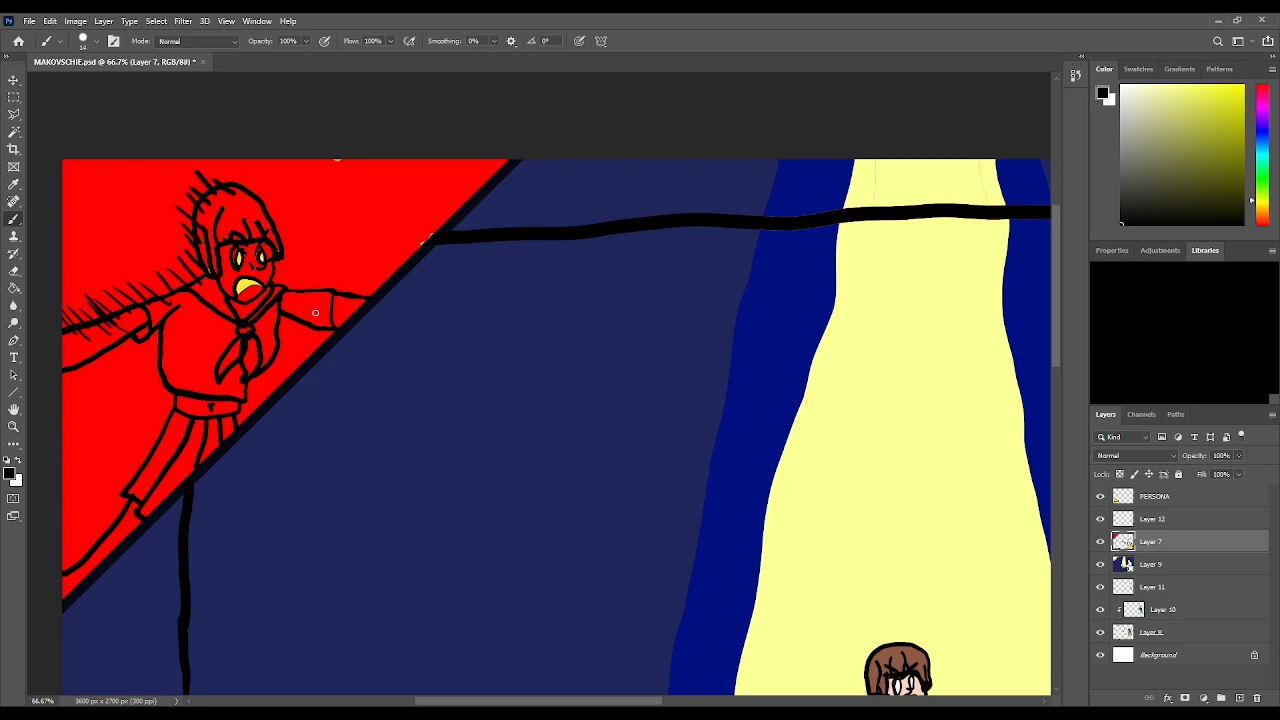 Ps File Edit Image Layer Type Select Filter 3D View Window Help
14 Mode: Normal Opacity: 100% Flow: 100% Smoothing: 0% 0°
MAKOVSCHIE.psd @ 66.7% (Layer 7, RGB/8#) *
Color Swatches Gradients Patterns
Properties Adjustments Libraries
Layers Channels Paths
Kind
Normal Opacity: 100%
Lock: Fill: 100%
PERSONA
Layer 12
Layer 7
Layer 9
Layer 11
Layer 10
Layer 8
Background
66.67% 3600 px x 2700 px (300 ppi)